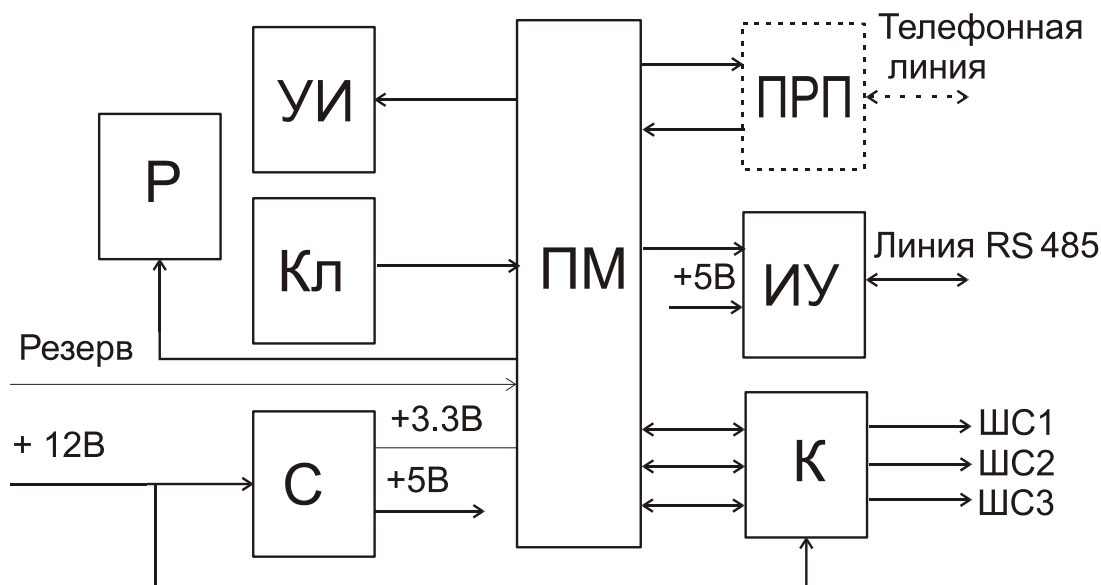 Телефонная
линия
УИ
ПРП
Р
Кл
ПМ
Линия RS 485
+5В
ИУ
Резерв
+3.3В
+ 12В
С
+5В
К
ШС1
ШС2
ШС3